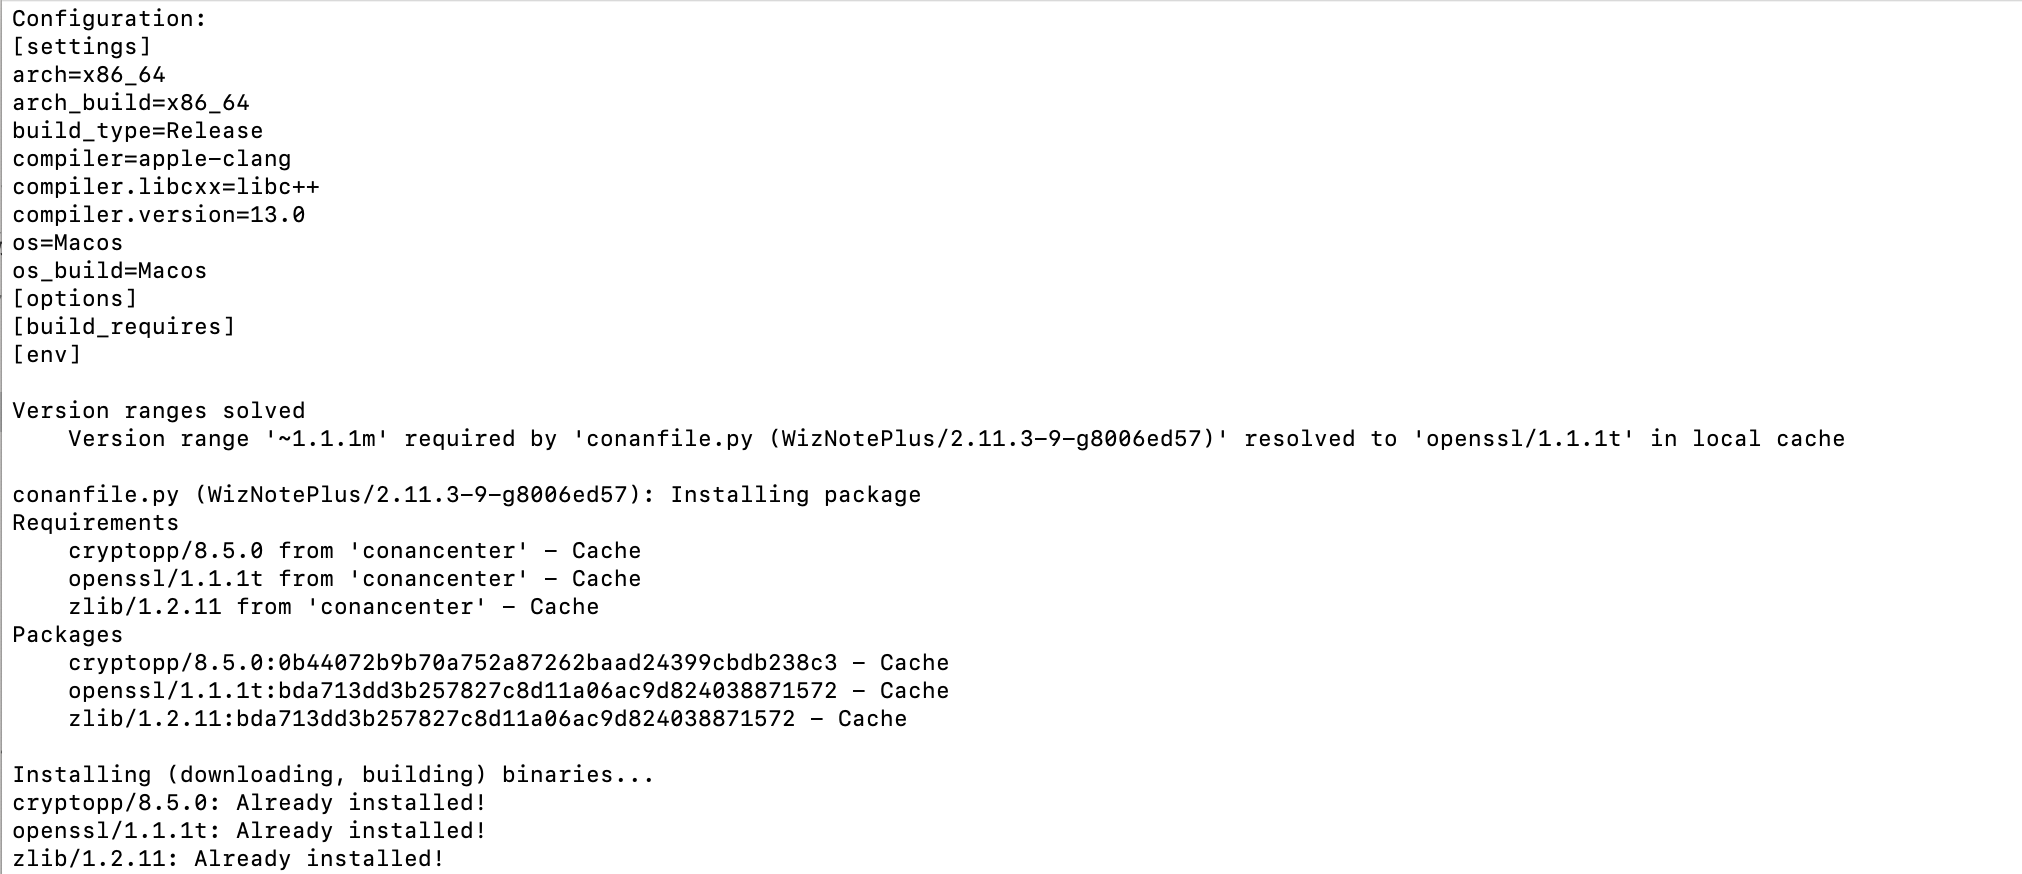 Configuration:
[settings]
arch=x86_64
arch_build=x86_64
build_type=Release
compiler=apple-clang
compiler.libcxx=libc++
compiler.version=13.0
os=Macos
os_build=Macos
[options]
[build_requires]
[env]

Version ranges solved
    Version range '~1.1.1m' required by 'conanfile.py (WizNotePlus/2.11.3-9-g8006ed57)' resolved to 'openssl/1.1.1t' in local cache

conanfile.py (WizNotePlus/2.11.3-9-g8006ed57): Installing package
Requirements
    cryptopp/8.5.0 from 'conancenter' - Cache
    openssl/1.1.1t from 'conancenter' - Cache
    zlib/1.2.11 from 'conancenter' - Cache
Packages
    cryptopp/8.5.0:0b44072b9b70a752a87262baad24399cbdb238c3 - Cache
    openssl/1.1.1t:bda713dd3b257827c8d11a06ac9d824038871572 - Cache
    zlib/1.2.11:bda713dd3b257827c8d11a06ac9d824038871572 - Cache

Installing (downloading, building) binaries...
cryptopp/8.5.0: Already installed!
openssl/1.1.1t: Already installed!
zlib/1.2.11: Already installed!